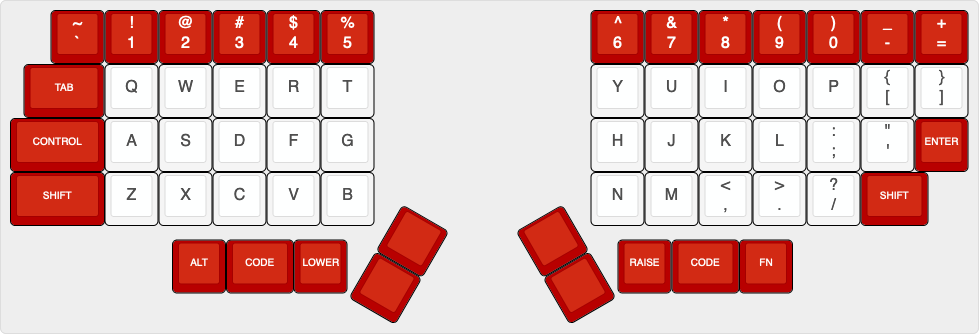 ~ ! @ # $ % ^ & * ( ) _ +
` 1 2 3 4 5 6 7 8 9 0 - =
{ }
TAB Q W E R T Y U I O P [ ]
: "
CONTROL A S D F G H J K L ; ' ENTER
< > ?
SHIFT Z X C V B N M , . / SHIFT
ALT CODE LOWER RAISE CODE FN